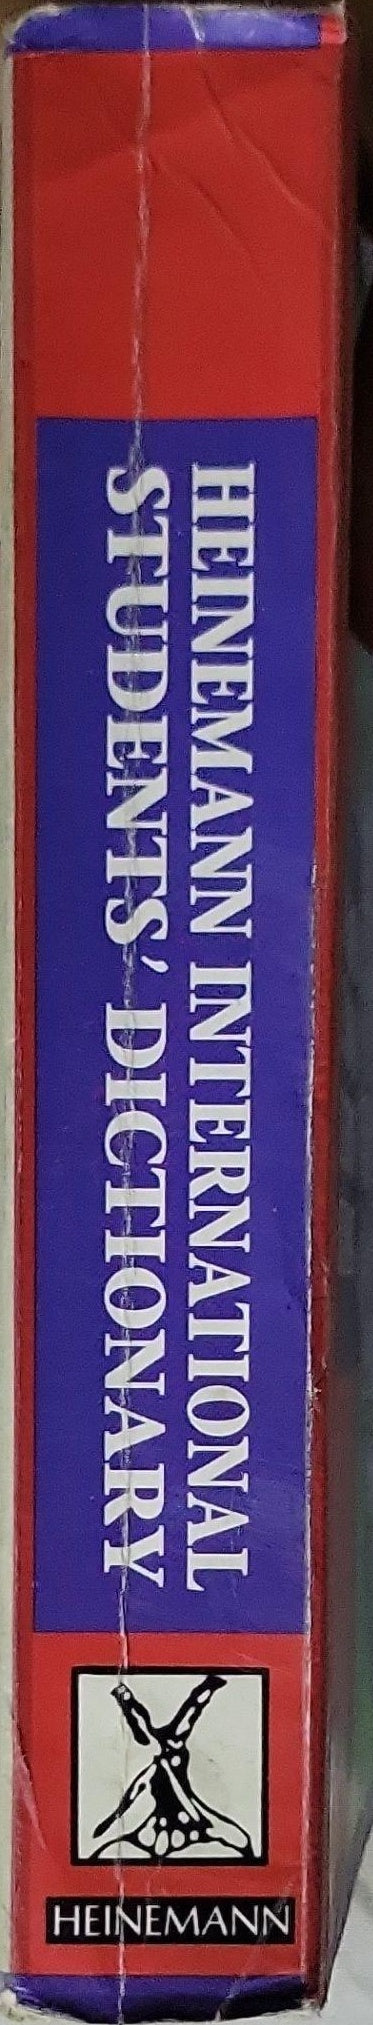 HEINEMANN INTERNATIONAL
STUDENTS' DICTIONARY
HEINEMANN